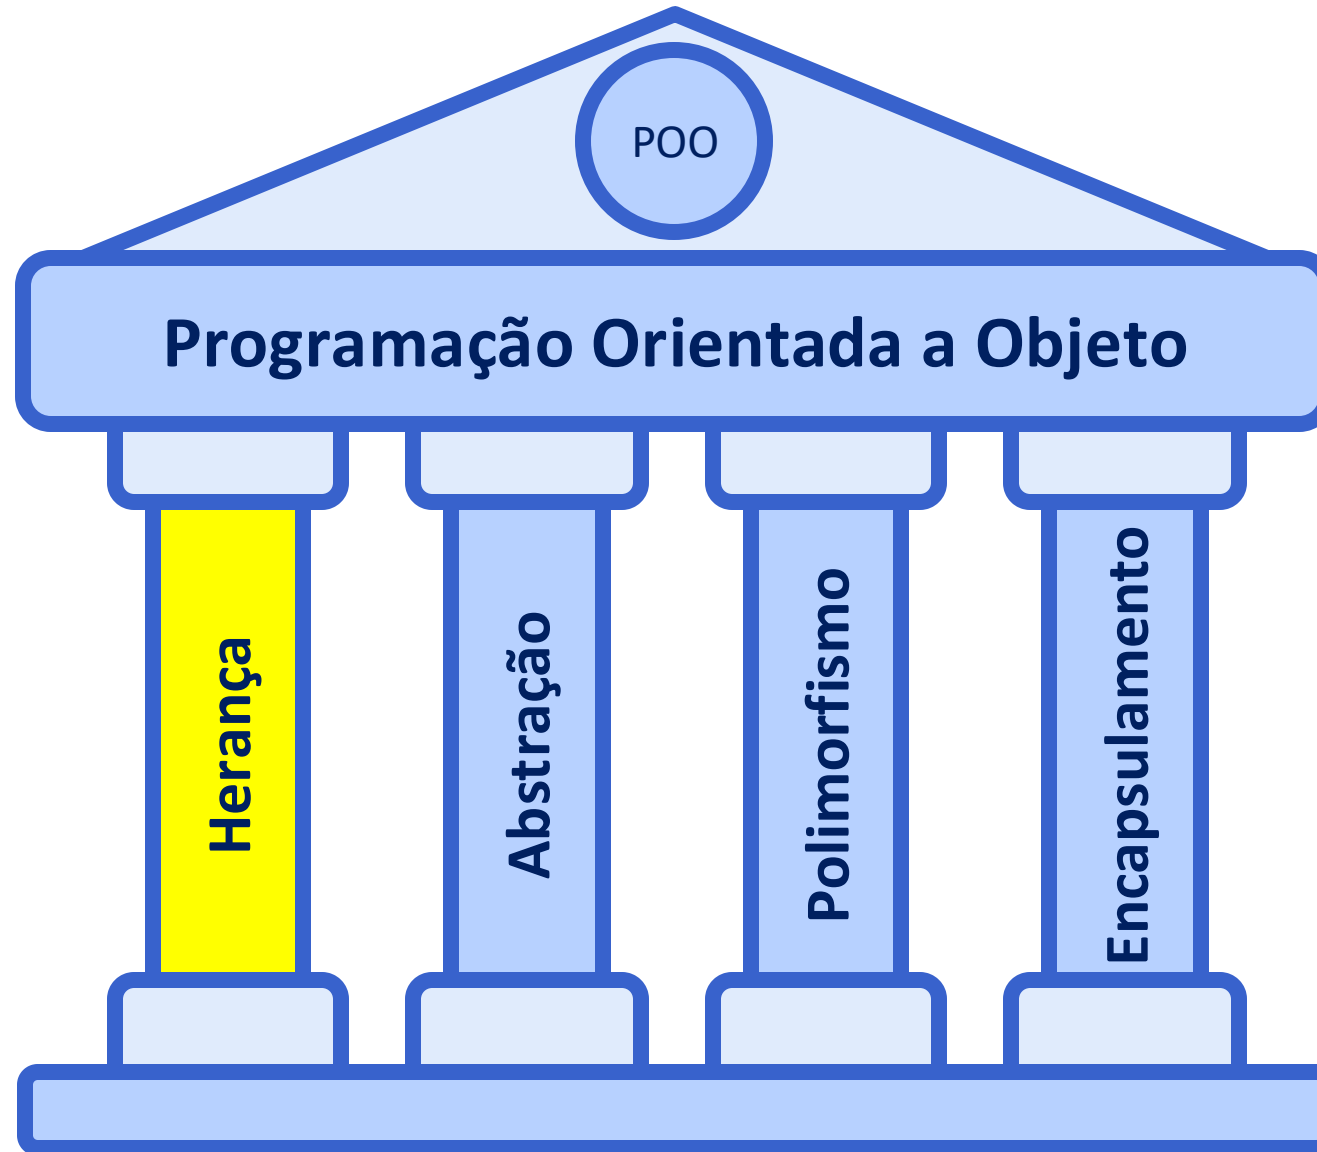 POO
Programação Orientada a Objeto
Herança
Abstração
Polimorfismo
Encapsulamento